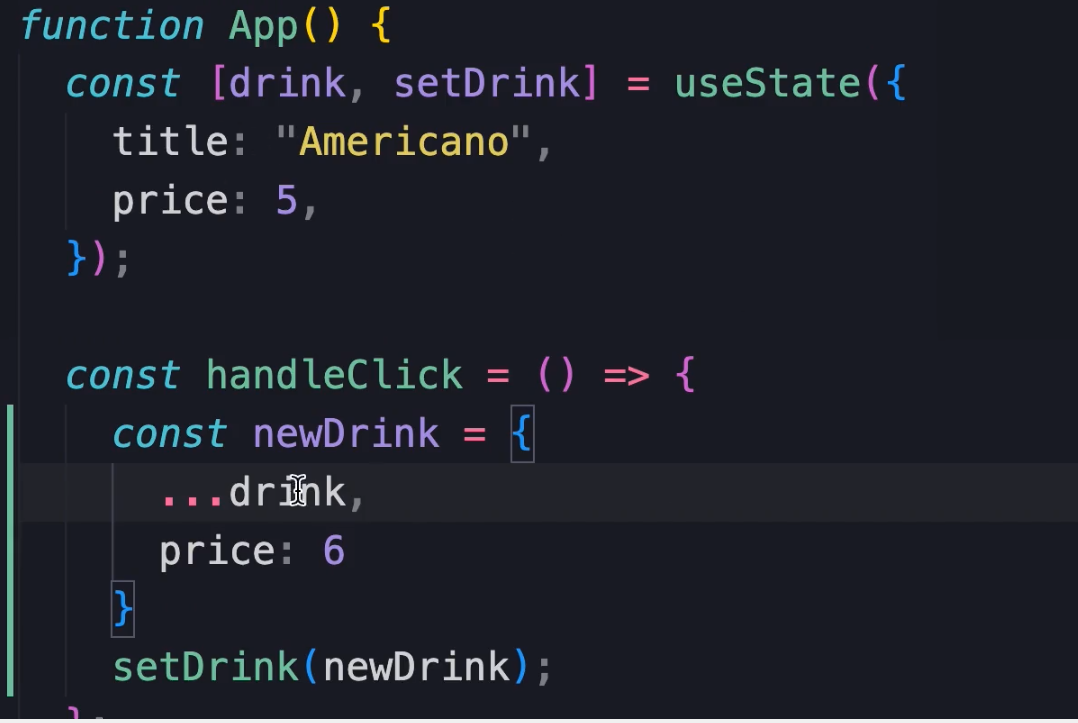 function App() {
  const [drink, setDrink] = useState({
    title: "Americano",
    price: 5,
  });

  const handleClick = () => {
    const newDrink = {
      ...drink,
      price: 6
    }
    setDrink(newDrink);
  };